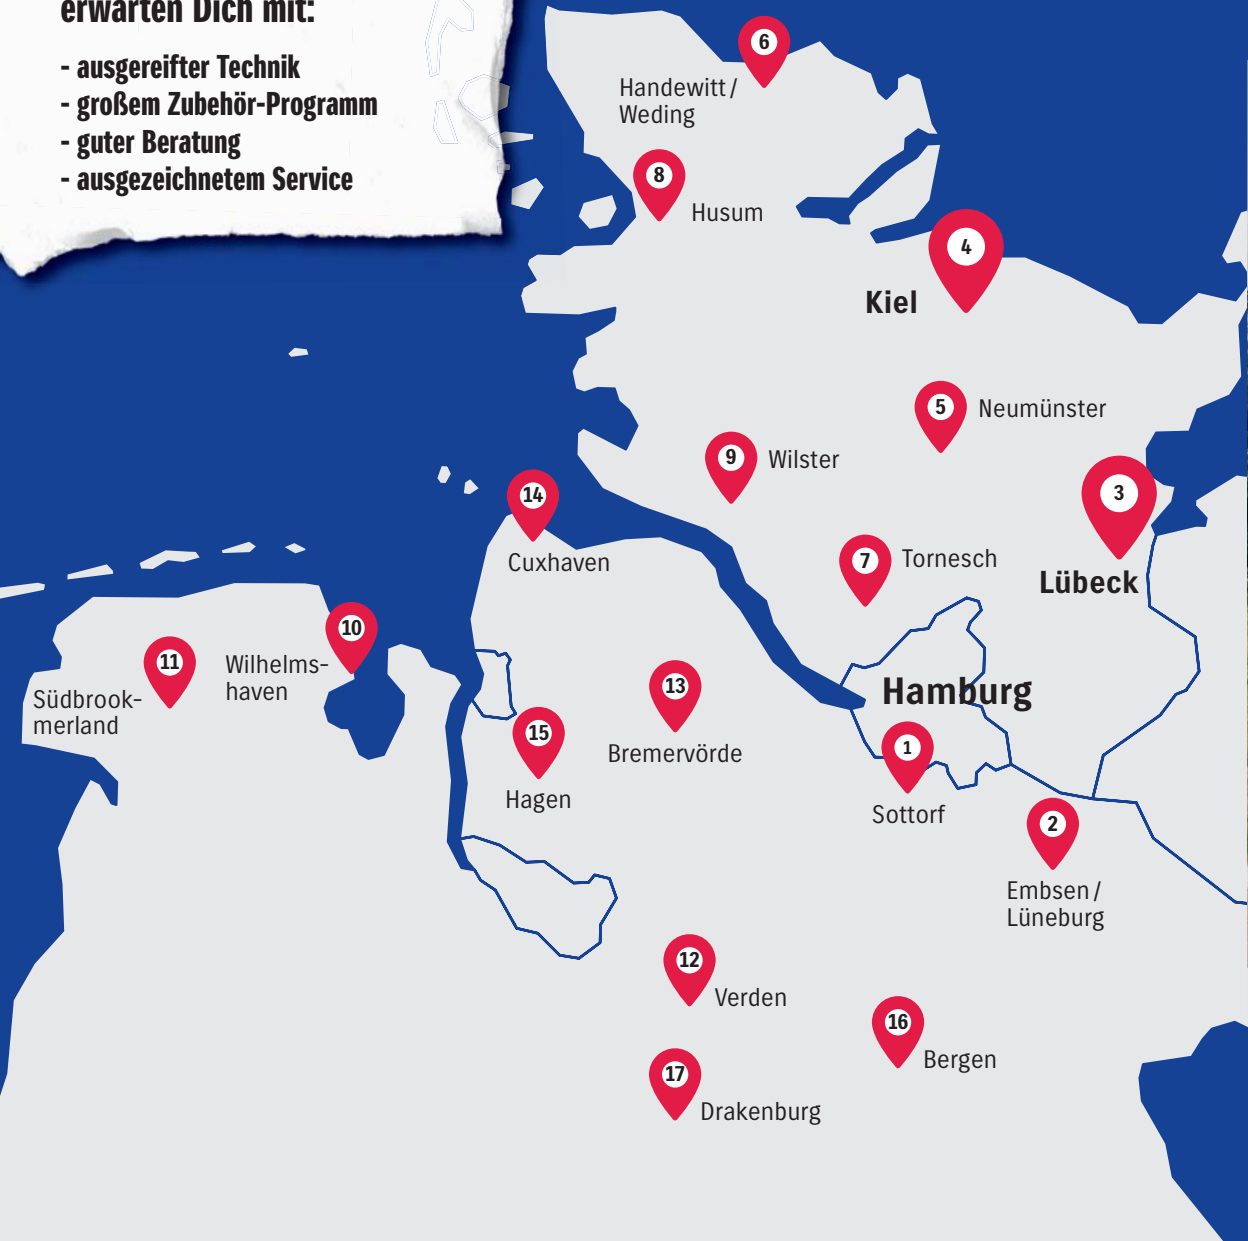 erwarten Dich mit:
- ausgereifter Technik
- großem Zubehör-Programm
- guter Beratung
- ausgezeichnetem Service
6
Handewitt /
Weding
8
Husum
4
Kiel
5
Neumünster
9
Wilster
3
Lübeck
14
Cuxhaven
7
Tornesch
10
Wilhelms-
haven
11
Südbrook-
merland
13
Bremervörde
Hamburg
15
Hagen
1
Sottorf
2
Embsen /
Lüneburg
12
Verden
16
Bergen
17
Drakenburg